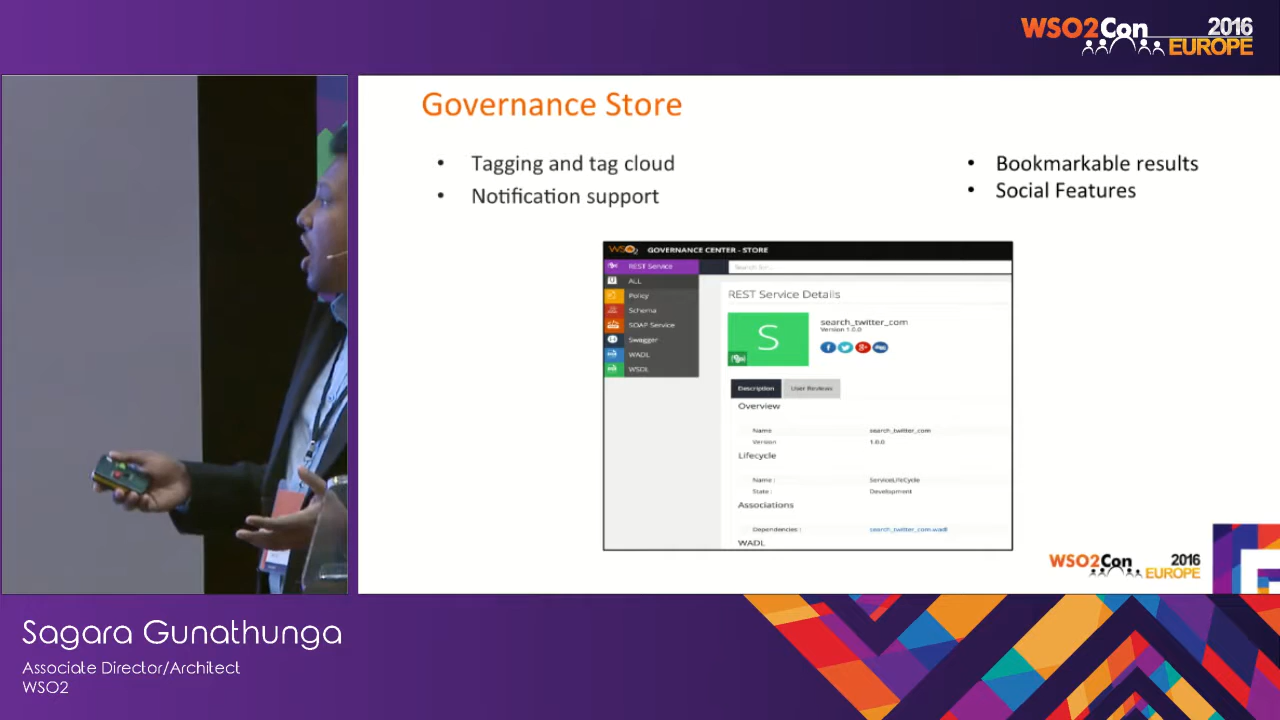 WSO2Con 2016
EUROPE
Governance Store
• Tagging and tag cloud
• Notification support
• Bookmarkable results
• Social Features
WSO2 GOVERNANCE CENTER - STORE
REST Service
ALL
Policy
Schema
SOAP Service
Swagger
WADL
WSDL
REST Service Details
S
search_twitter_com
Version 1.0.0
Description
User Reviews
Overview
Name search_twitter_com
Version 1.0.0
Lifecycle
Name : ServiceLifeCycle
State : Development
Associations
Dependencies : search_twitter_com.wadl
WADL
WSO2Con 2016
EUROPE
Sagara Gunathunga
Associate Director/Architect
WSO2